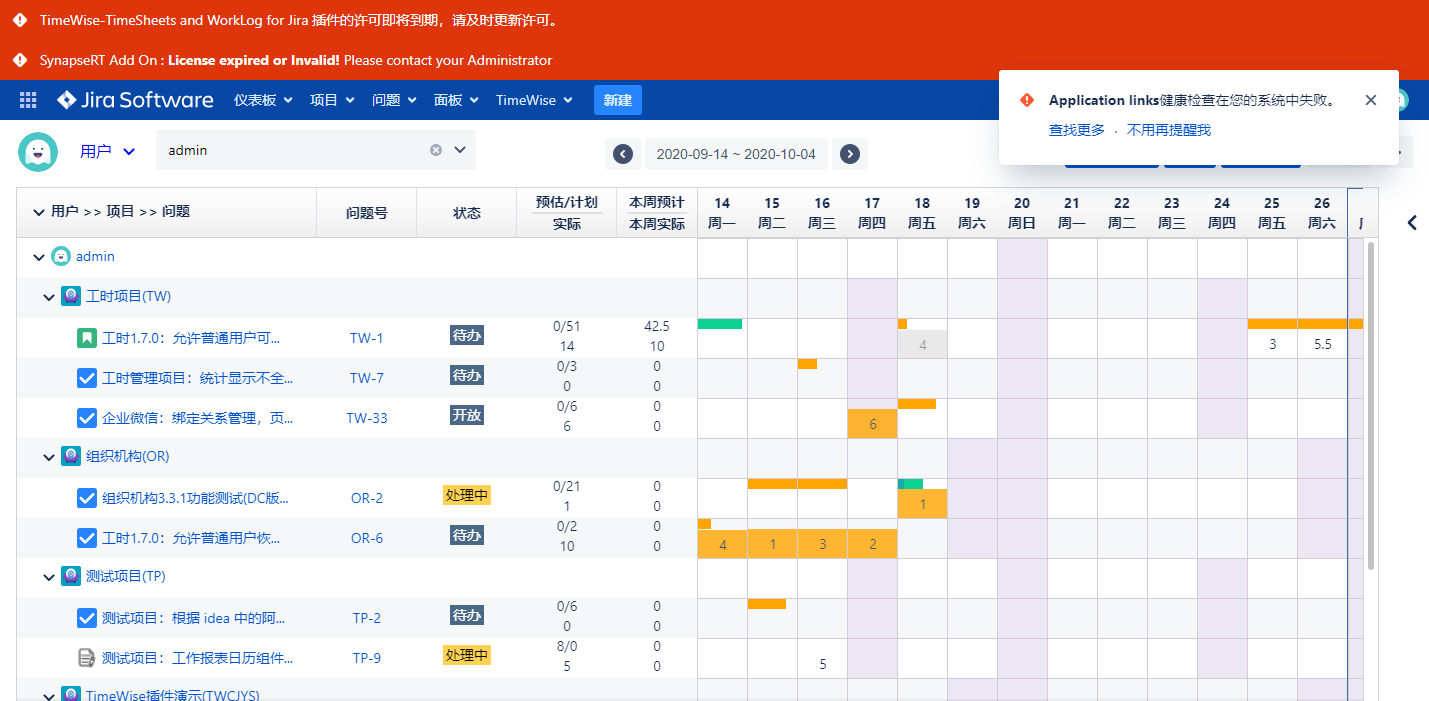 TimeWise-TimeSheets and WorkLog for Jira 插件的许可即将到期，请及时更新许可。
SynapseRT Add On : License expired or Invalid! Please contact your Administrator
Jira Software 仪表板 项目 问题 面板 TimeWise 新建
Application links健康检查在您的系统中失败。
查找更多 · 不用再提醒我
用户 admin 2020-09-14 ~ 2020-10-04
用户 >> 项目 >> 问题 问题号 状态 预估/计划 实际 本周预计 本周实际
14 15 16 17 18 19 20 21 22 23 24 25 26
周一 周二 周三 周四 周五 周六 周日 周一 周二 周三 周四 周五 周六
admin
工时项目(TW)
工时1.7.0：允许普通用户可... TW-1 待办 0/51 42.5
14 10 4 3 5.5
工时管理项目：统计显示不全... TW-7 待办 0/3 0
0 0
企业微信：绑定关系管理，页... TW-33 开放 0/6 0
6 0 6
组织机构(OR)
组织机构3.3.1功能测试(DC版... OR-2 处理中 0/21 0
1 0 1
工时1.7.0：允许普通用户恢... OR-6 待办 0/2 0
10 0 4 1 3 2
测试项目(TP)
测试项目：根据 idea 中的阿... TP-2 待办 0/6 0
0 0
测试项目：工作报表日历组件... TP-9 处理中 8/0 0
5 0 5
TimeWise插件演示(TWCJYS)